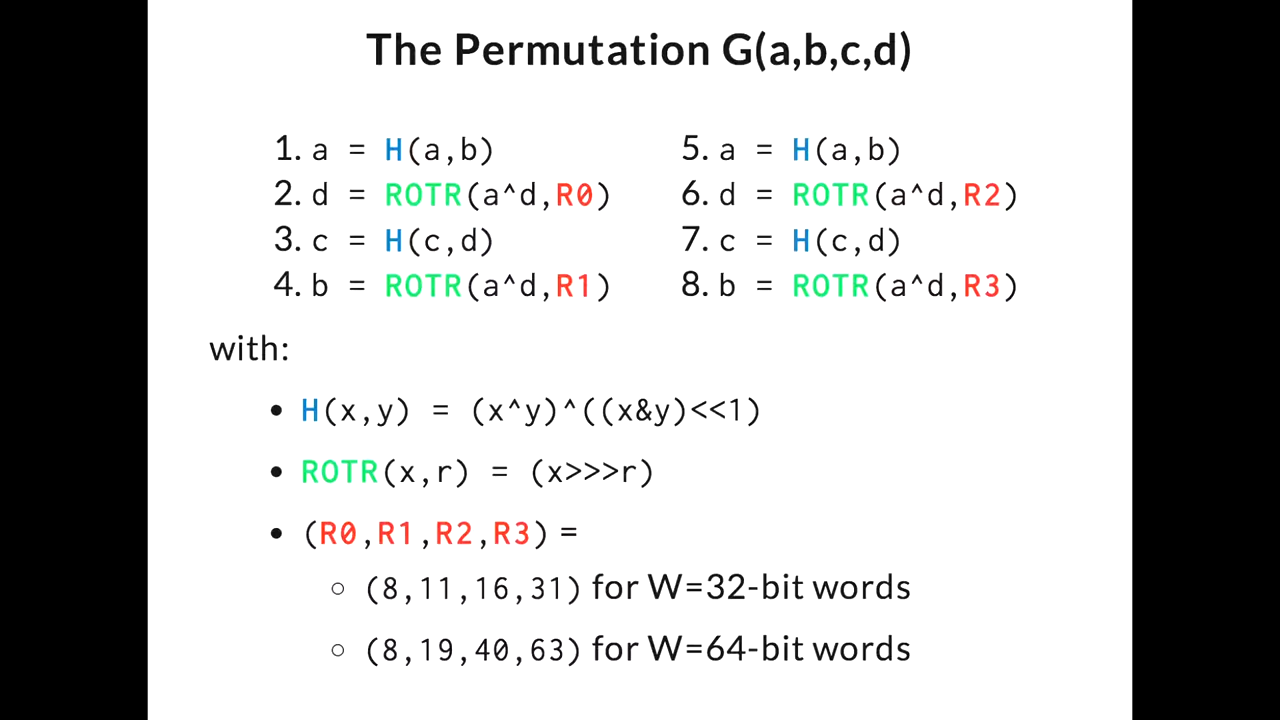 The Permutation G(a,b,c,d)
1. a = H(a,b)
2. d = ROTR(a^d,R0)
3. c = H(c,d)
4. b = ROTR(a^d,R1)
5. a = H(a,b)
6. d = ROTR(a^d,R2)
7. c = H(c,d)
8. b = ROTR(a^d,R3)
with:
• H(x,y) = (x^y)^((x&y)<<1)
• ROTR(x,r) = (x>>>r)
• (R0,R1,R2,R3) =
○ (8,11,16,31) for W=32-bit words
○ (8,19,40,63) for W=64-bit words